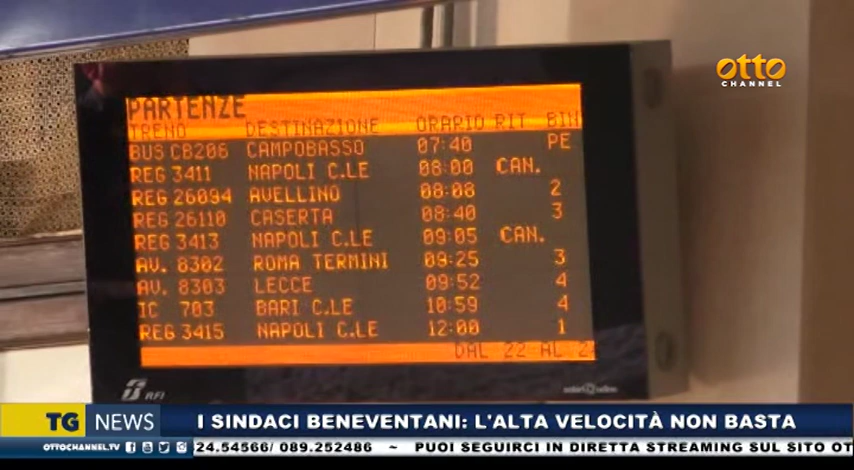 otto
CHANNEL
PARTENZE
TRENO DESTINAZIONE ORARIO RIT BIN
BUS CB206 CAMPOBASSO 07:40 PE
REG 3411 NAPOLI C.LE 08:00 CAN.
REG 26094 AVELLINO 08:08 2
REG 26110 CASERTA 08:40 3
REG 3413 NAPOLI C.LE 09:05 CAN.
AV. 8302 ROMA TERMINI 09:25 3
AV. 8303 LECCE 09:52 4
IC 703 BARI C.LE 10:59 4
REG 3415 NAPOLI C.LE 12:00 1
DAL 22 AL 2
RFI
TG NEWS I SINDACI BENEVENTANI: L'ALTA VELOCITÀ NON BASTA
OTTOCHANNEL.TV 24.54566/ 089.252486 ~ PUOI SEGUIRCI IN DIRETTA STREAMING SUL SITO OT